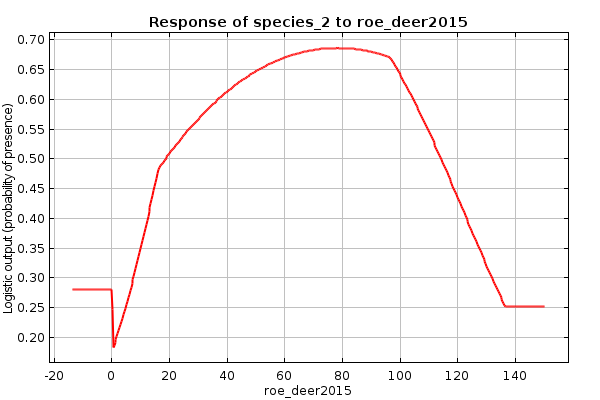 Response of species_2 to roe_deer2015
Logistic output (probability of presence)
0.70
0.65
0.60
0.55
0.50
0.45
0.40
0.35
0.30
0.25
0.20
-20 0 20 40 60 80 100 120 140
roe_deer2015